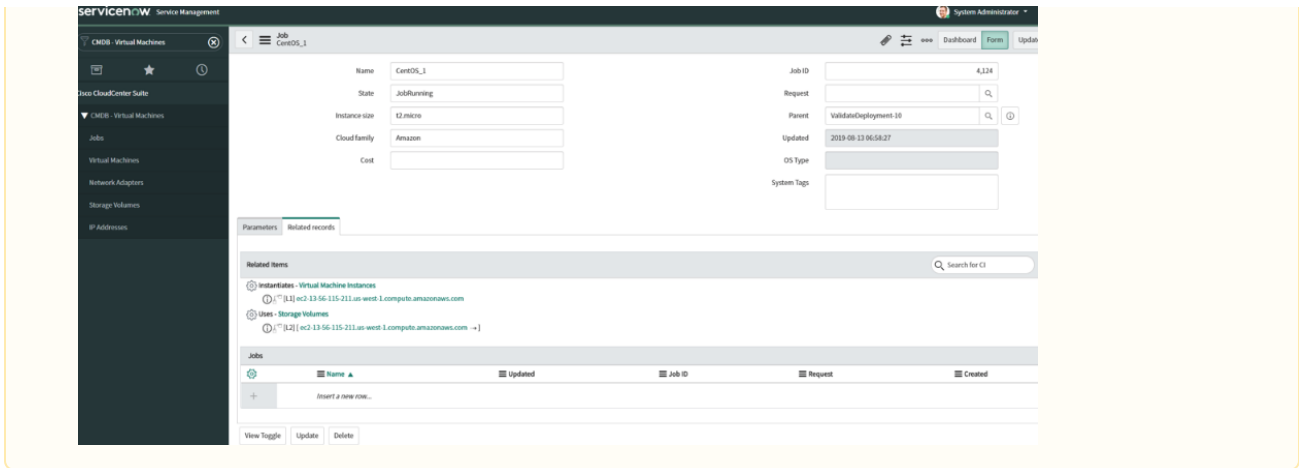 servicenow Service Management
System Administrator
CMDB - Virtual Machines
Job
CentOS_1
Dashboard
Form
Updat
Cisco CloudCenter Suite
CMDB - Virtual Machines
Jobs
Virtual Machines
Network Adapters
Storage Volumes
IP Addresses
Name CentOS_1
State JobRunning
Instance size t2.micro
Cloud family Amazon
Cost
Job ID 4,124
Request
Parent ValidateDeployment-10
Updated 2019-08-13 06:58:27
OS Type
System Tags
Parameters Related records
Related Items
Search for CI
Instantiates - Virtual Machine Instances
[L1] ec2-13-56-115-211.us-west-1.compute.amazonaws.com
Uses - Storage Volumes
[L2] [ ec2-13-56-115-211.us-west-1.compute.amazonaws.com → ]
Jobs
Name Updated Job ID Request Created
Insert a new row...
View Toggle Update Delete